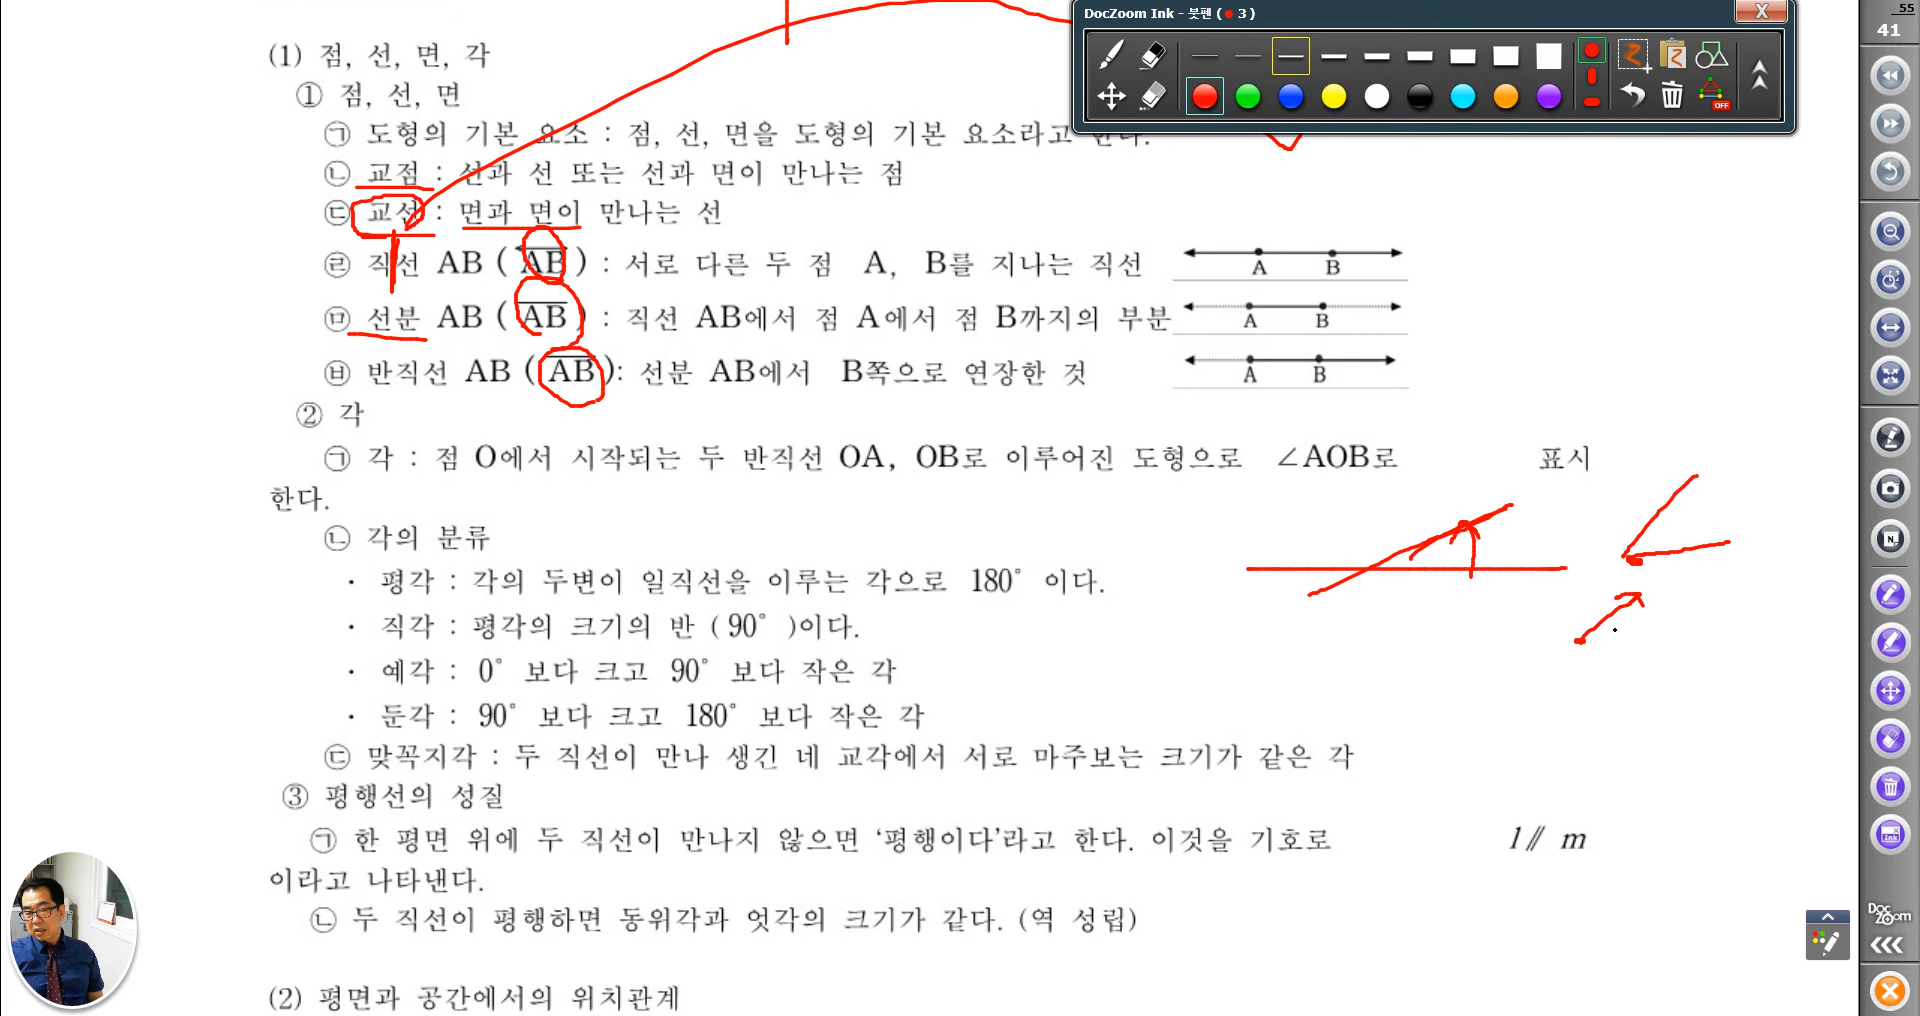 DocZoom Ink - 붓펜 ( 3 )
X
55
41
(1) 점, 선, 면, 각
① 점, 선, 면
㉠ 도형의 기본 요소 : 점, 선, 면을 도형의 기본 요소라고 한다.
㉡ 교점 : 선과 선 또는 선과 면이 만나는 점
㉢ 교선 : 면과 면이 만나는 선
㉣ 직선 AB ( AB ) : 서로 다른 두 점 A, B를 지나는 직선
A B
㉤ 선분 AB ( AB ) : 직선 AB에서 점 A에서 점 B까지의 부분
A B
㉥ 반직선 AB ( AB ): 선분 AB에서 B쪽으로 연장한 것
A B
② 각
㉠ 각 : 점 O에서 시작되는 두 반직선 OA, OB로 이루어진 도형으로 ∠AOB로 표시
한다.
㉡ 각의 분류
· 평각 : 각의 두변이 일직선을 이루는 각으로 180° 이다.
· 직각 : 평각의 크기의 반 ( 90° )이다.
· 예각 : 0° 보다 크고 90° 보다 작은 각
· 둔각 : 90° 보다 크고 180° 보다 작은 각
㉢ 맞꼭지각 : 두 직선이 만나 생긴 네 교각에서 서로 마주보는 크기가 같은 각
③ 평행선의 성질
㉠ 한 평면 위에 두 직선이 만나지 않으면 ‘평행이다’라고 한다. 이것을 기호로 l∥ m
이라고 나타낸다.
㉡ 두 직선이 평행하면 동위각과 엇각의 크기가 같다. (역 성립)
(2) 평면과 공간에서의 위치관계
OFF
N
Ink
Doc
Zoom